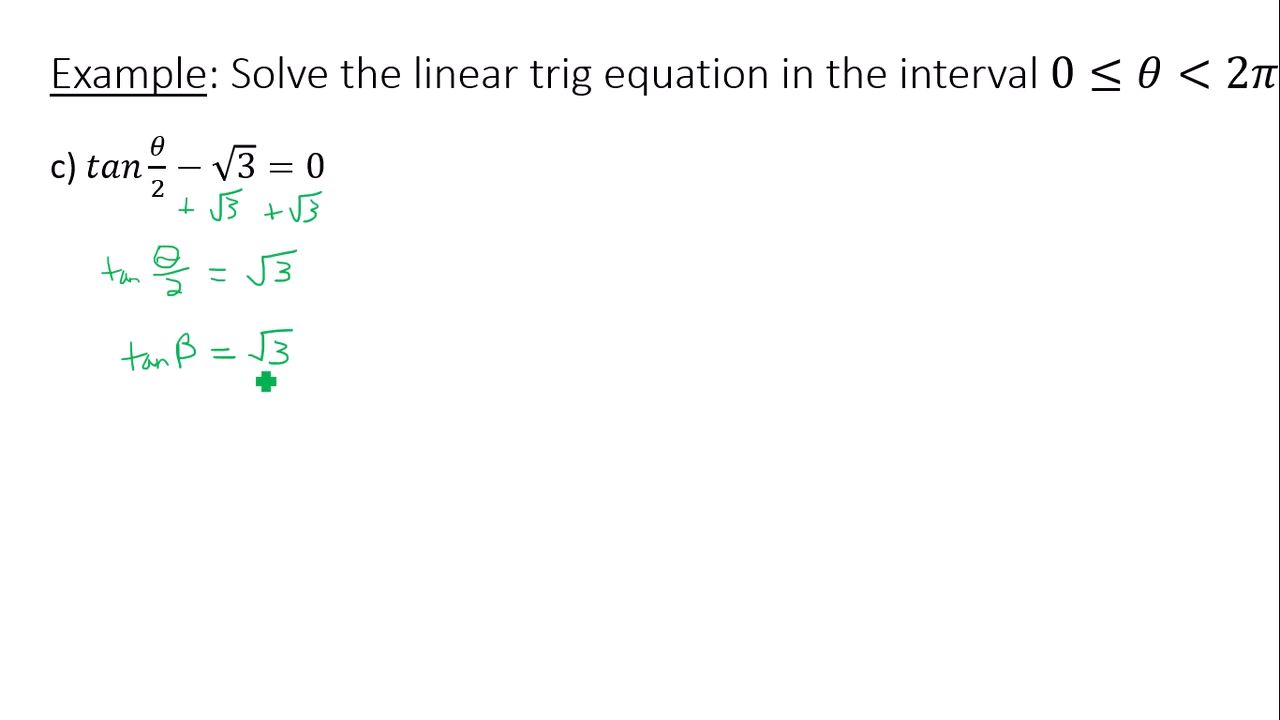 Example: Solve the linear trig equation in the interval 0 ≤ θ < 2π
c) tan θ/2 − √3 = 0
+ √3 + √3
tan θ/2 = √3
tan β = √3